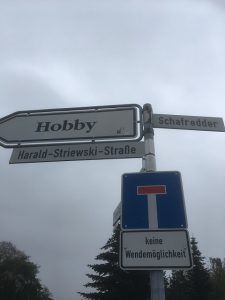 Hobby
Schafredder
Harald-Striewski-Straße
keine
Wendemöglichkeit